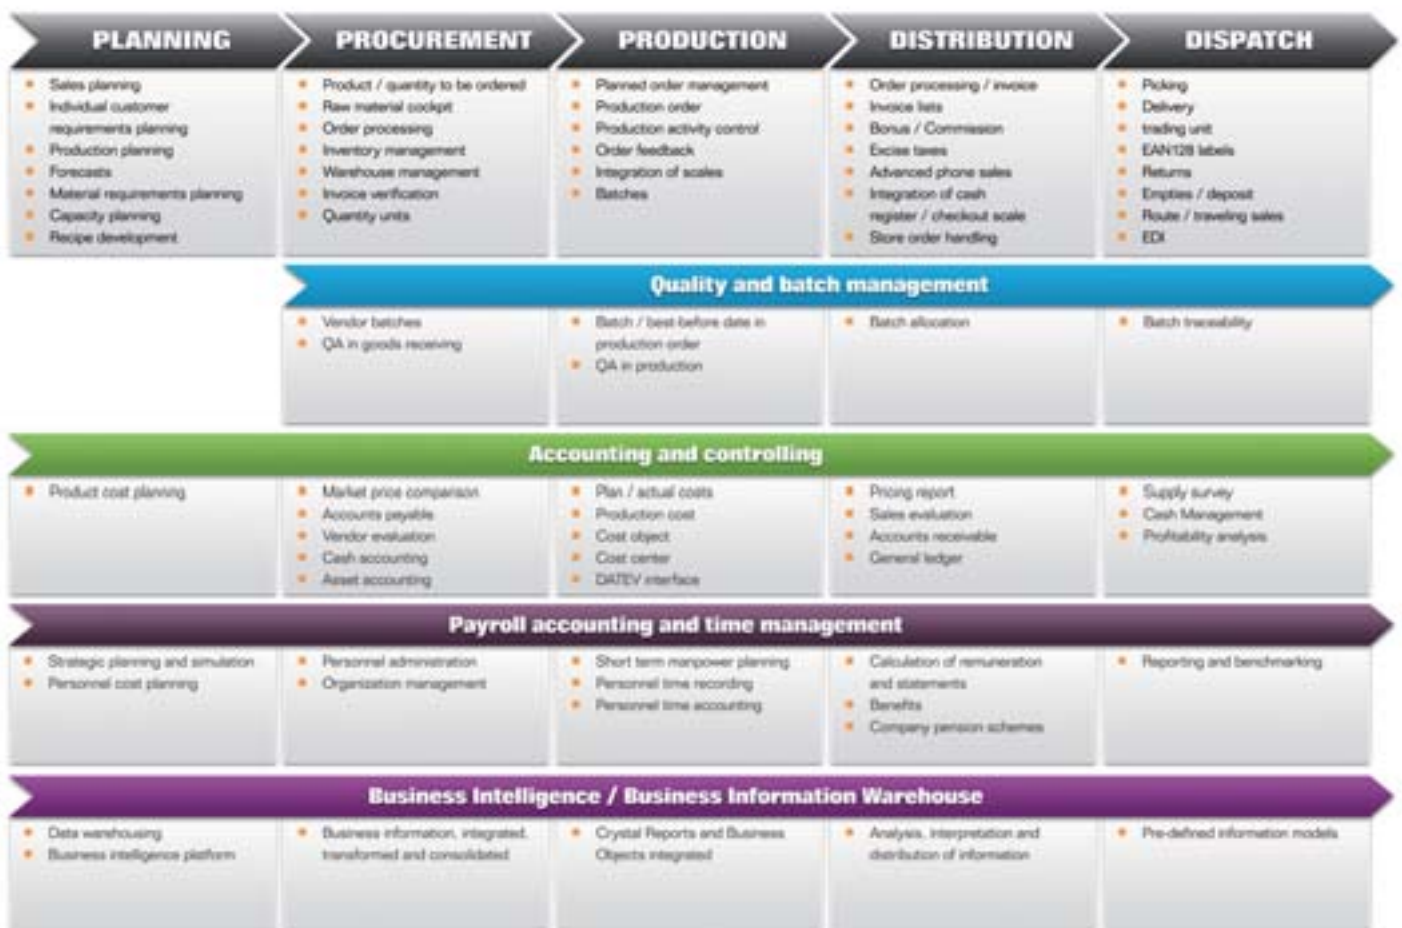 PLANNING
PROCUREMENT
PRODUCTION
DISTRIBUTION
DISPATCH
Sales planning
Individual customer
requirements planning
Production planning
Forecasts
Material requirements planning
Capacity planning
Recipe development
Product / quantity to be ordered
Raw material cockpit
Order processing
Inventory management
Warehouse management
Invoice verification
Quantity units
Planned order management
Production order
Production activity control
Order feedback
Integration of scales
Batches
Order processing / invoice
Invoice lists
Bonus / Commission
Excise taxes
Advanced phone sales
Integration of cash
register / checkout scale
Store order handling
Picking
Delivery
trading unit
EAN128 labels
Returns
Empties / deposit
Route / traveling sales
EDI
Quality and batch management
Vendor batches
QA in goods receiving
Batch / best-before date in
production order
QA in production
Batch allocation
Batch traceability
Accounting and controlling
Product cost planning
Market price comparison
Accounts payable
Vendor evaluation
Cash accounting
Asset accounting
Plan / actual costs
Production cost
Cost object
Cost center
DATEV interface
Pricing report
Sales evaluation
Accounts receivable
General ledger
Supply survey
Cash Management
Profitability analysis
Payroll accounting and time management
Strategic planning and simulation
Personnel cost planning
Personnel administration
Organization management
Short term manpower planning
Personnel time recording
Personnel time accounting
Calculation of remuneration
and statements
Benefits
Company pension schemes
Reporting and benchmarking
Business Intelligence / Business Information Warehouse
Data warehousing
Business intelligence platform
Business information, integrated,
transformed and consolidated
Crystal Reports and Business
Objects integrated
Analysis, interpretation and
distribution of information
Pre-defined information models